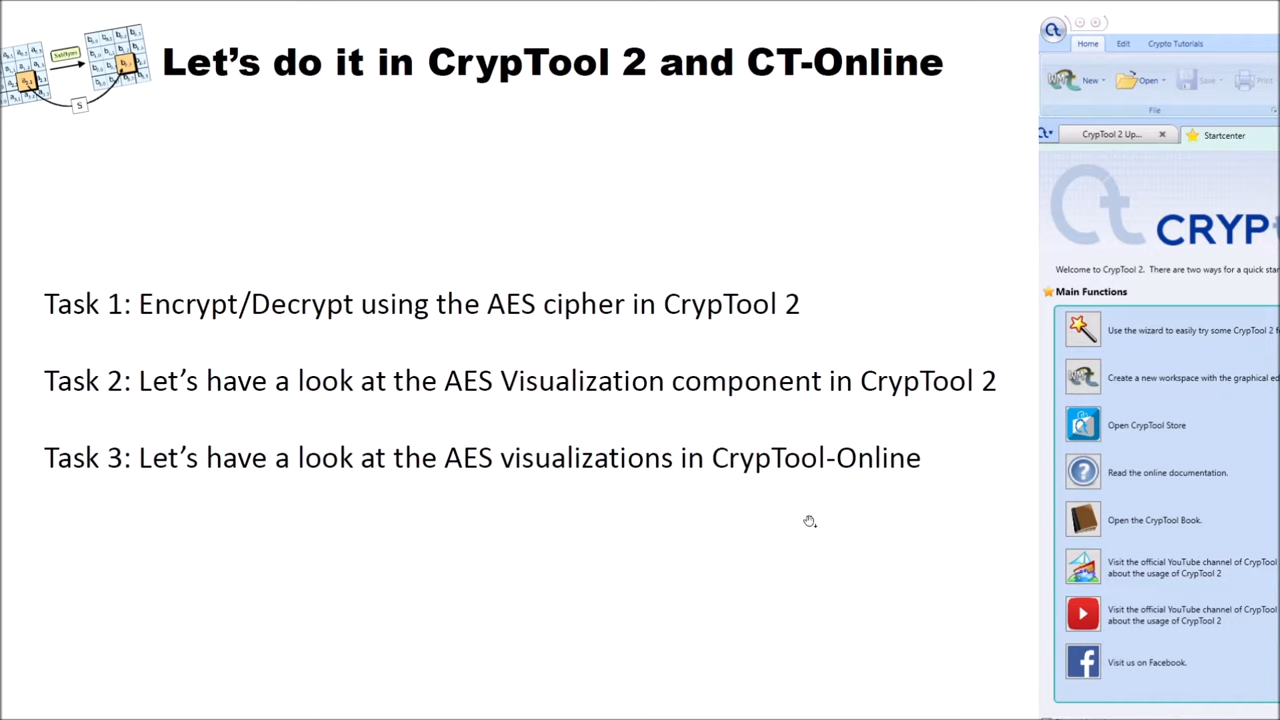 Let's do it in CrypTool 2 and CT-Online
SubBytes
S
Task 1: Encrypt/Decrypt using the AES cipher in CrypTool 2
Task 2: Let's have a look at the AES Visualization component in CrypTool 2
Task 3: Let's have a look at the AES visualizations in CrypTool-Online
Home Edit Crypto Tutorials
New Open Save Print
File
CrypTool 2 Up... Startcenter
CRYP
Welcome to CrypTool 2. There are two ways for a quick star
Main Functions
Use the wizard to easily try some CrypTool 2 f
Create a new workspace with the graphical ed
Open CrypTool Store
Read the online documentation.
Open the CrypTool Book.
Visit the official YouTube channel of CrypTool
about the usage of CrypTool 2
Visit the official YouTube channel of CrypTool
about the usage of CrypTool 2
Visit us on Facebook.